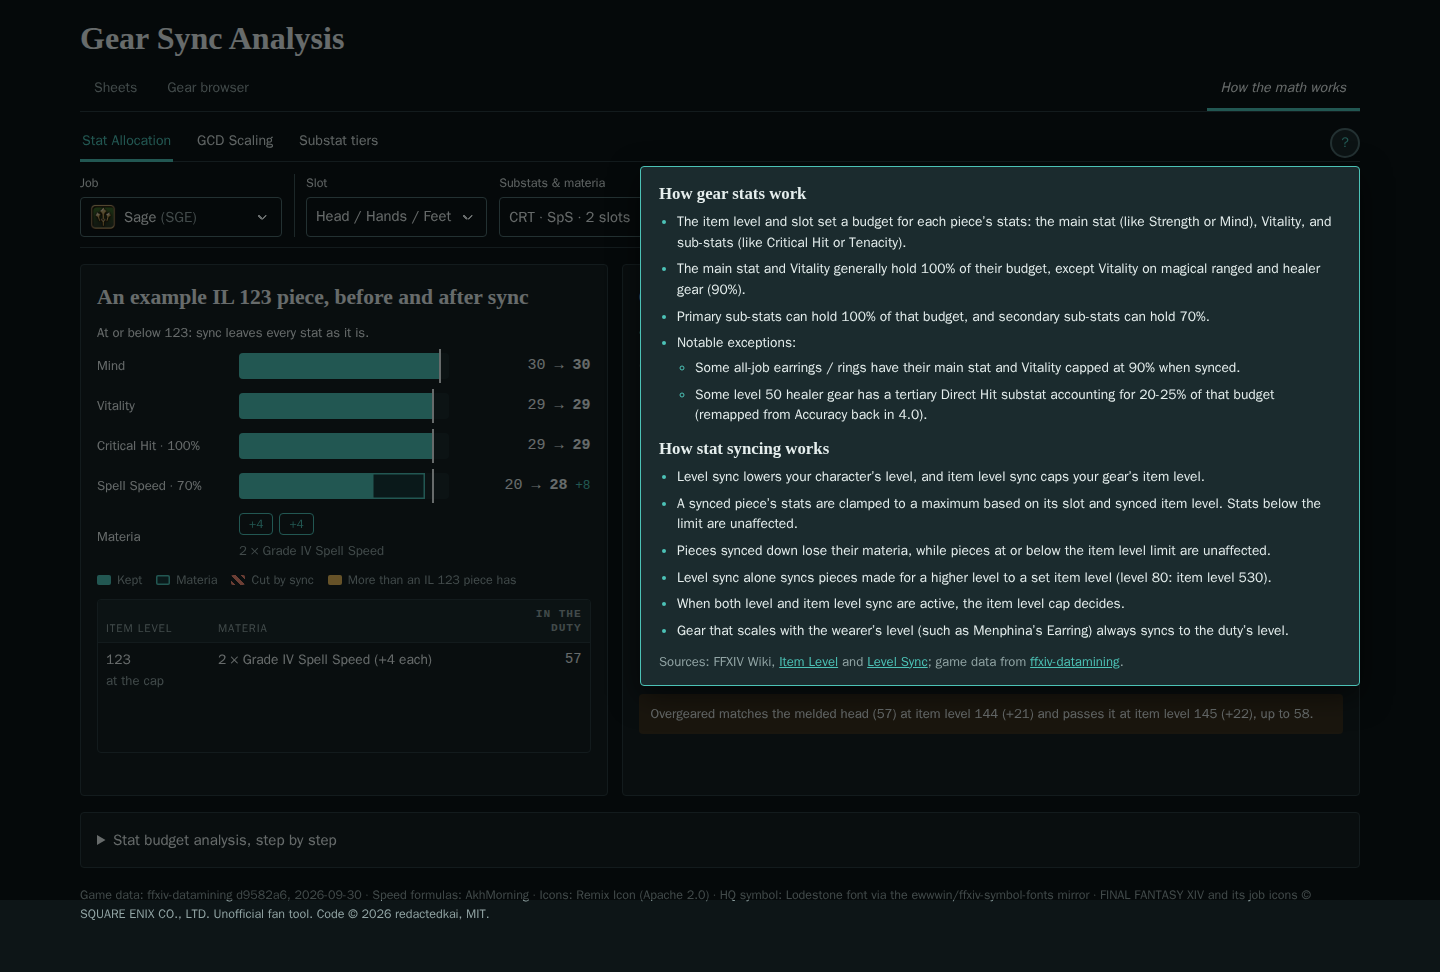 Gear Sync Analysis
Sheets
Gear browser
How the math works
Stat Allocation
GCD Scaling
Substat tiers
?
Job
Slot
Substats & materia
Sage (SGE)
Head / Hands / Feet
CRT · SpS · 2 slots
How gear stats work
• The item level and slot set a budget for each piece's stats: the main stat (like Strength or Mind), Vitality, and
sub-stats (like Critical Hit or Tenacity).
• The main stat and Vitality generally hold 100% of their budget, except Vitality on magical ranged and healer
gear (90%).
• Primary sub-stats can hold 100% of that budget, and secondary sub-stats can hold 70%.
• Notable exceptions:
◦ Some all-job earrings / rings have their main stat and Vitality capped at 90% when synced.
◦ Some level 50 healer gear has a tertiary Direct Hit substat accounting for 20-25% of that budget
(remapped from Accuracy back in 4.0).
How stat syncing works
• Level sync lowers your character's level, and item level sync caps your gear's item level.
• A synced piece's stats are clamped to a maximum based on its slot and synced item level. Stats below the
limit are unaffected.
• Pieces synced down lose their materia, while pieces at or below the item level limit are unaffected.
• Level sync alone syncs pieces made for a higher level to a set item level (level 80: item level 530).
• When both level and item level sync are active, the item level cap decides.
• Gear that scales with the wearer's level (such as Menphina's Earring) always syncs to the duty's level.
Sources: FFXIV Wiki, Item Level and Level Sync; game data from ffxiv-datamining.
An example IL 123 piece, before and after sync
At or below 123: sync leaves every stat as it is.
Mind 30 → 30
Vitality 29 → 29
Critical Hit · 100% 29 → 29
Spell Speed · 70% 20 → 28 +8
Materia +4 +4
2 × Grade IV Spell Speed
Kept Materia Cut by sync More than an IL 123 piece has
ITEM LEVEL MATERIA IN THE
DUTY
123 2 × Grade IV Spell Speed (+4 each) 57
at the cap
Overgeared matches the melded head (57) at item level 144 (+21) and passes it at item level 145 (+22), up to 58.
Stat budget analysis, step by step
Game data: ffxiv-datamining d9582a6, 2026-09-30 · Speed formulas: AkhMorning · Icons: Remix Icon (Apache 2.0) · HQ symbol: Lodestone font via the ewwwin/ffxiv-symbol-fonts mirror · FINAL FANTASY XIV and its job icons ©
SQUARE ENIX CO., LTD. Unofficial fan tool. Code © 2026 redactedkai, MIT.